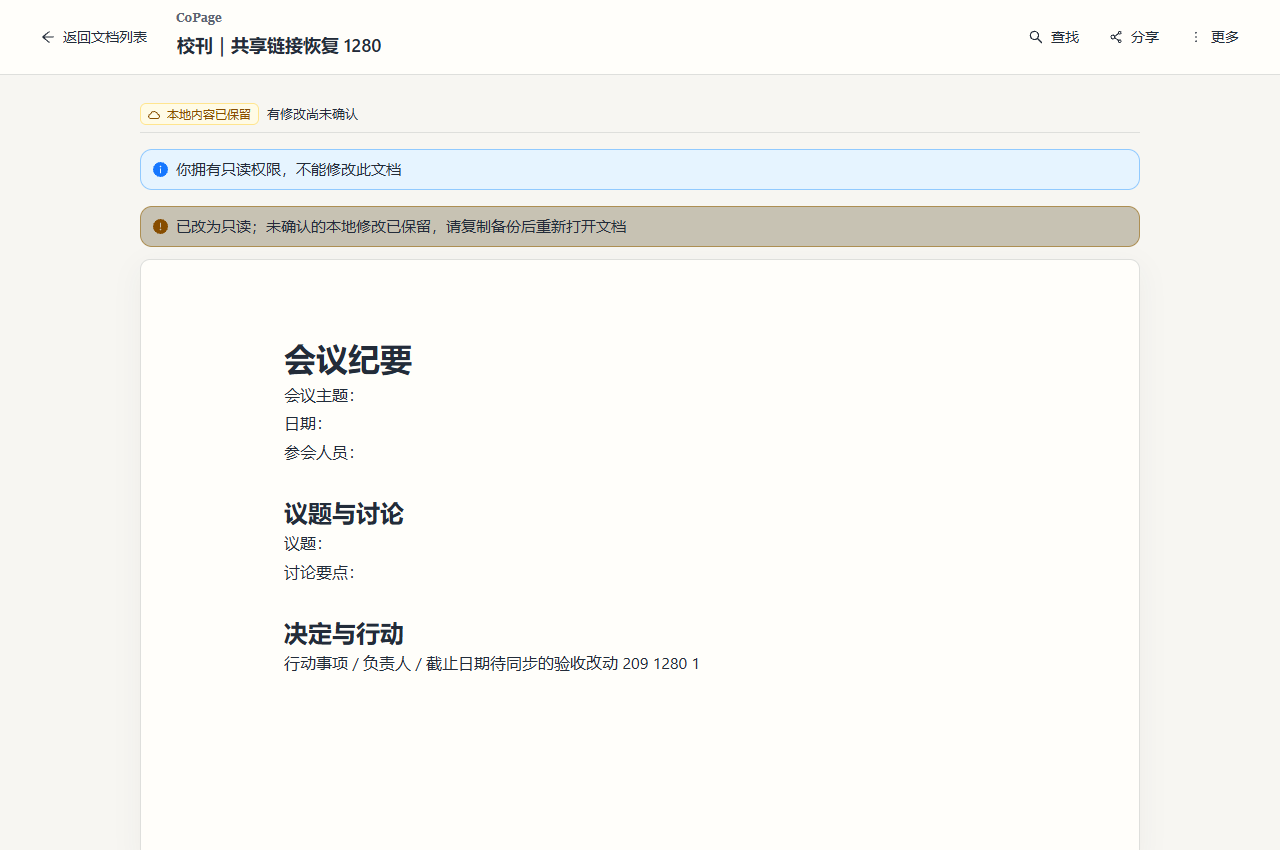 返回文档列表
CoPage
校刊｜共享链接恢复 1280
查找
分享
更多
本地内容已保留
有修改尚未确认
你拥有只读权限，不能修改此文档
已改为只读；未确认的本地修改已保留，请复制备份后重新打开文档
会议纪要
会议主题：
日期：
参会人员：
议题与讨论
议题：
讨论要点：
决定与行动
行动事项 / 负责人 / 截止日期待同步的验收改动 209 1280 1